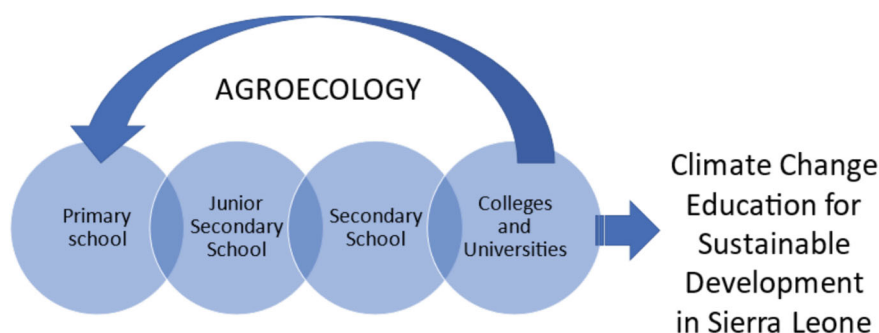 AGROECOLOGY
Primary
school
Junior
Secondary
School
Secondary
School
Colleges
and
Universities
Climate Change
Education for
Sustainable
Development
in Sierra Leone